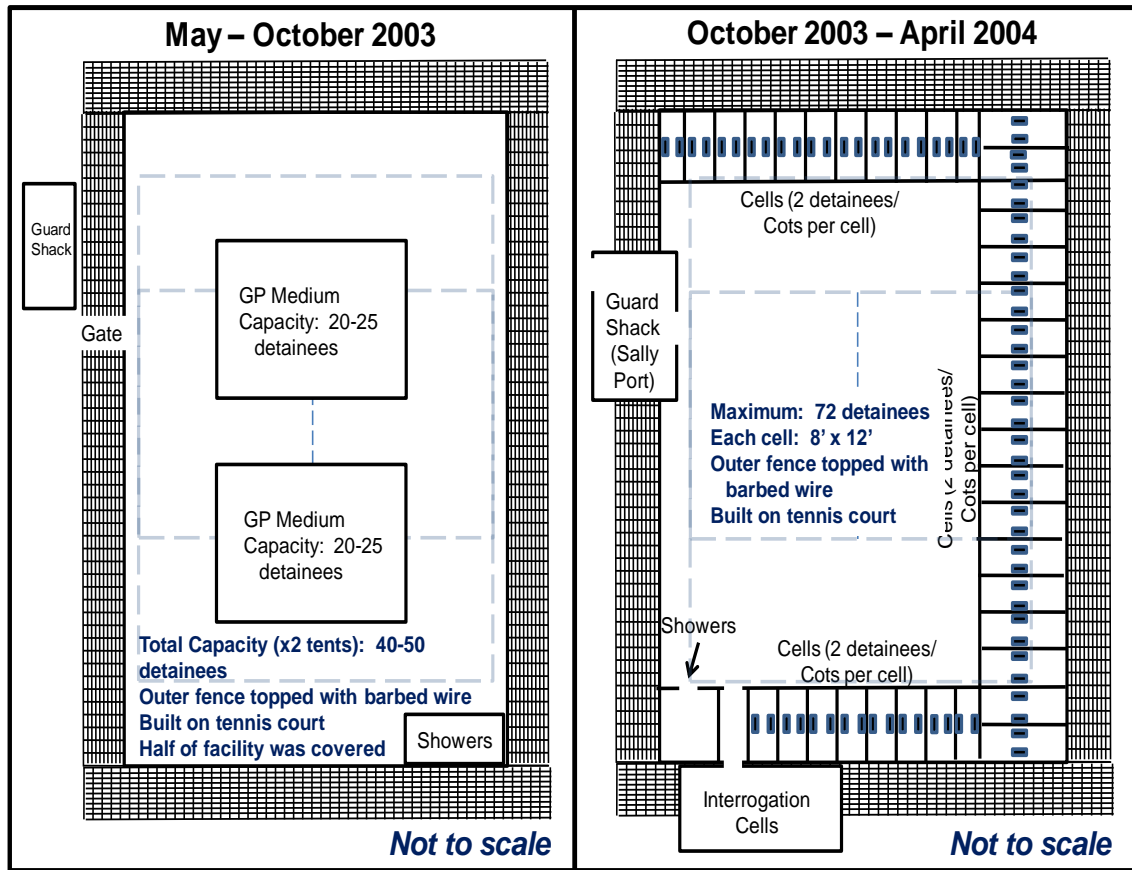 May – October 2003
Guard
Shack
Gate
GP Medium
Capacity: 20-25
detainees
GP Medium
Capacity: 20-25
detainees
Total Capacity (x2 tents): 40-50
detainees
Outer fence topped with barbed wire
Built on tennis court
Half of facility was covered
Showers
Not to scale
October 2003 – April 2004
Cells (2 detainees/
Cots per cell)
Guard
Shack
(Sally
Port)
Maximum: 72 detainees
Each cell: 8’ x 12’
Outer fence topped with
barbed wire
Built on tennis court
Cells (2 detainees/
Cots per cell)
Showers
Cells (2 detainees/
Cots per cell)
Interrogation
Cells
Not to scale